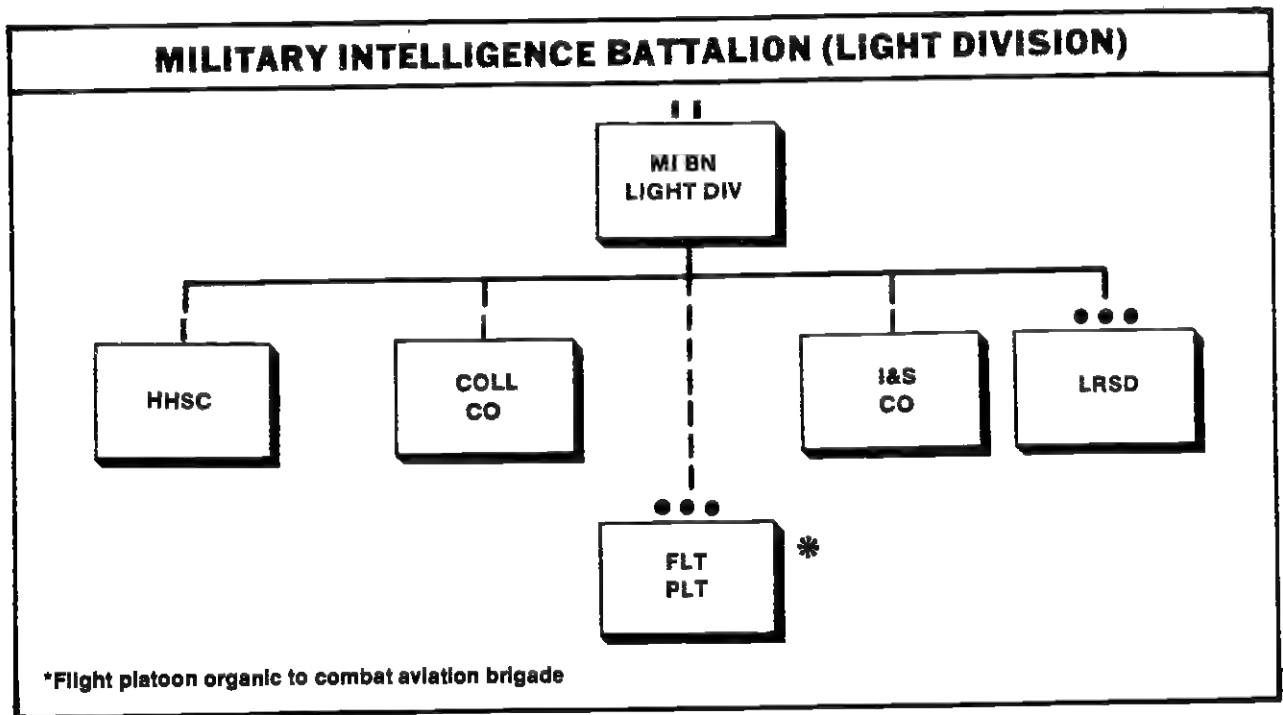 MILITARY INTELLIGENCE BATTALION (LIGHT DIVISION)
MI BN
LIGHT DIV
HHSC
COLL
CO
I&S
CO
LRSD
FLT
PLT
*
*Flight platoon organic to combat aviation brigade